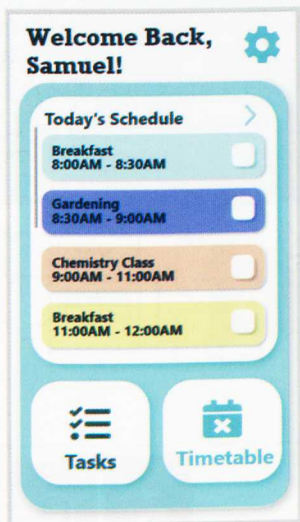 Welcome Back,
Samuel!
Today's Schedule
Breakfast
8:00AM - 8:30AM
Gardening
8:30AM - 9:00AM
Chemistry Class
9:00AM - 11:00AM
Breakfast
11:00AM - 12:00AM
Tasks
Timetable